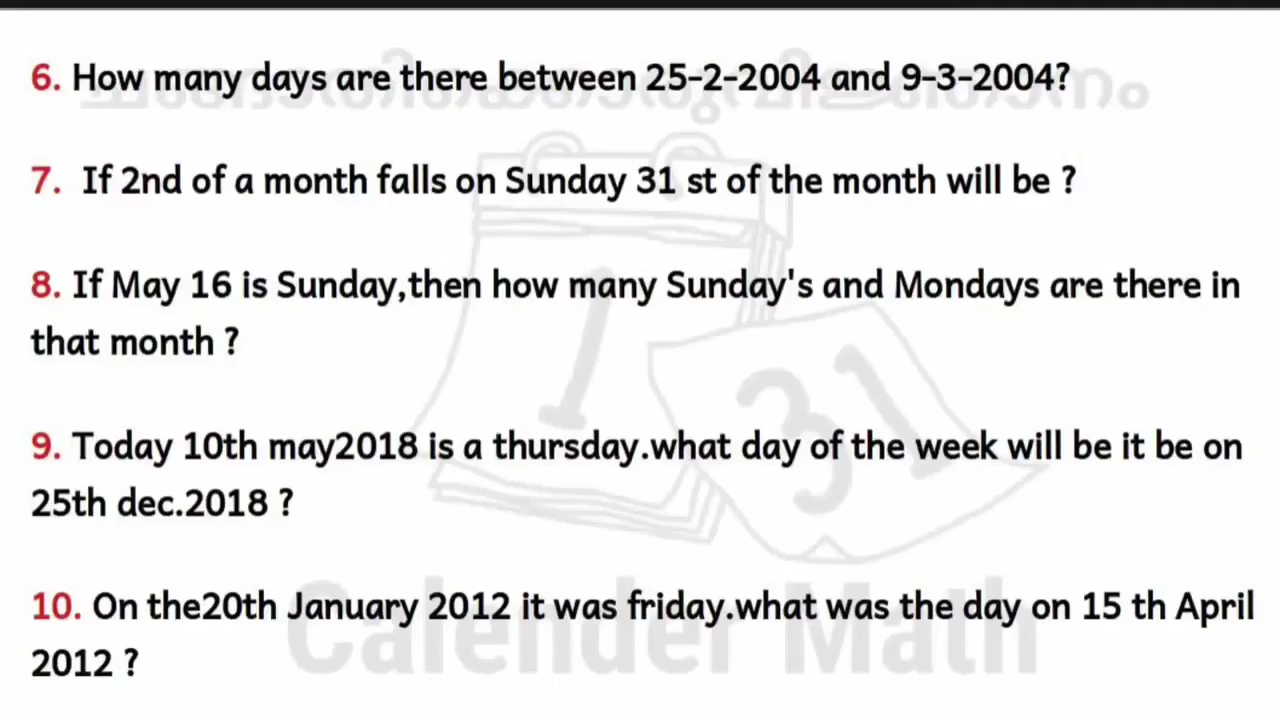 6. How many days are there between 25-2-2004 and 9-3-2004?
7. If 2nd of a month falls on Sunday 31 st of the month will be ?
8. If May 16 is Sunday,then how many Sunday's and Mondays are there in
that month ?
9. Today 10th may2018 is a thursday.what day of the week will be it be on
25th dec.2018 ?
10. On the20th January 2012 it was friday.what was the day on 15 th April
2012 ?
1
31
Calender Math